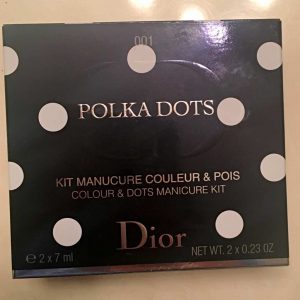 001
POLKA DOTS
KIT MANUCURE COULEUR & POIS
COLOUR & DOTS MANICURE KIT
Dior
℮ 2 x 7 ml
NET WT. 2 x 0.23 OZ